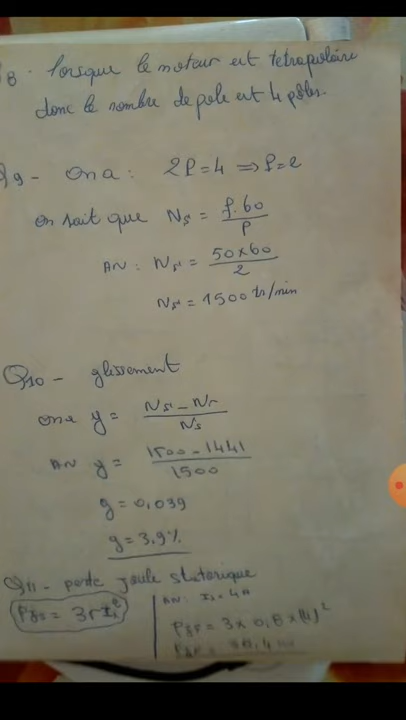 8. lorsque le moteur est tetrapolaire
donc le nombre de pole est 4 pôles.
Q9 - On a : 2P = 4 ⟹ P = 2
on sait que Ns = f.60 / P
AN : Ns = 50x60 / 2
Ns = 1500 tr/min
Q10 - glissement
on a g = Ns - Nr / Ns
AN g = 1500 - 1441 / 1500
g = 0,039
g = 3,9%
Q11 - perte joule statorique
Pjs = 3rIs²
AN : Is = 4A
Pjs = 3 x 0,8 x (4)²